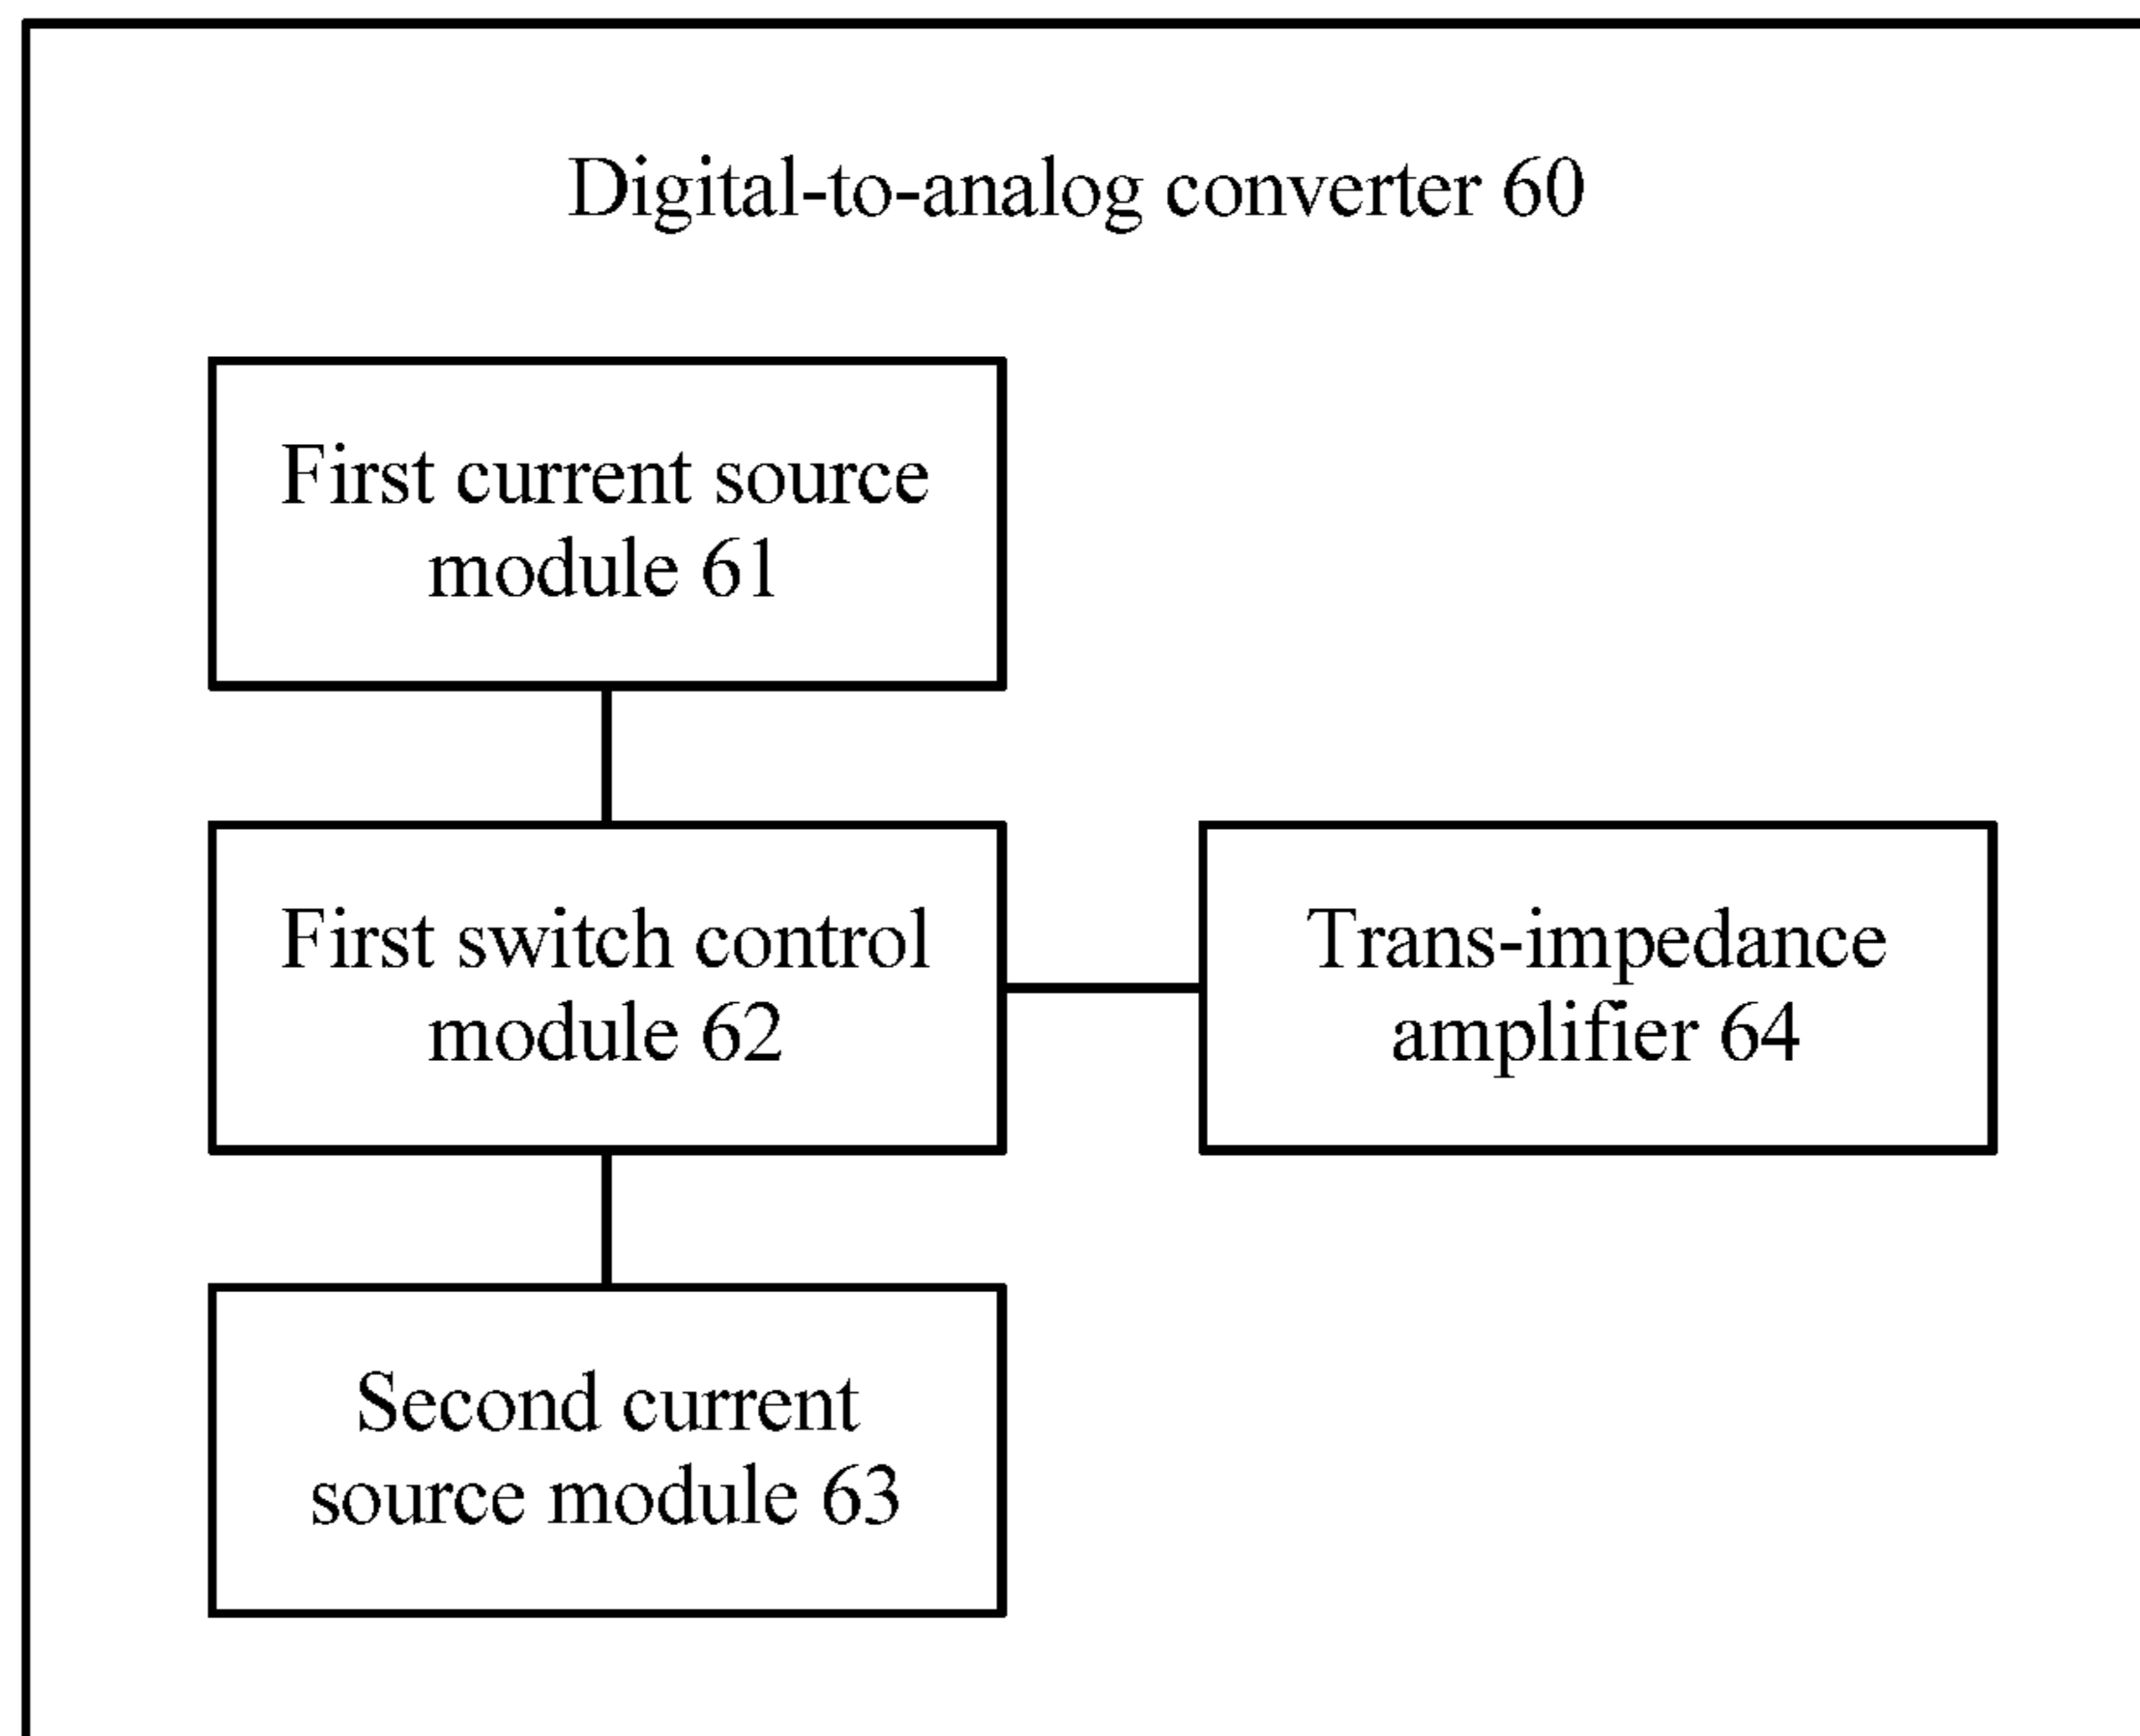 Digital-to-analog converter 60
First current source
module 61
First switch control
module 62
Trans-impedance
amplifier 64
Second current
source module 63